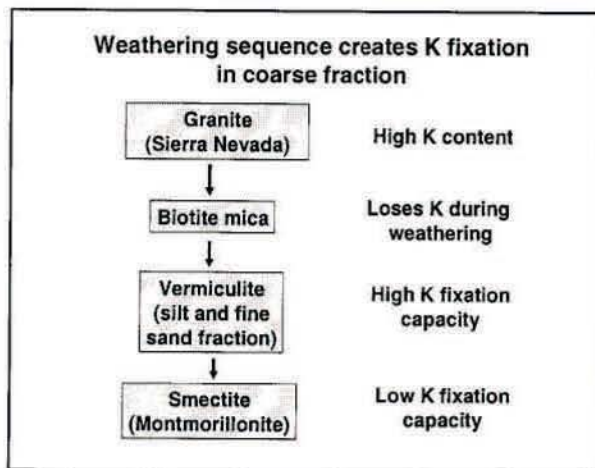 Weathering sequence creates K fixation
in coarse fraction
Granite
(Sierra Nevada)
High K content
Biotite mica
Loses K during
weathering
Vermiculite
(silt and fine
sand fraction)
High K fixation
capacity
Smectite
(Montmorillonite)
Low K fixation
capacity